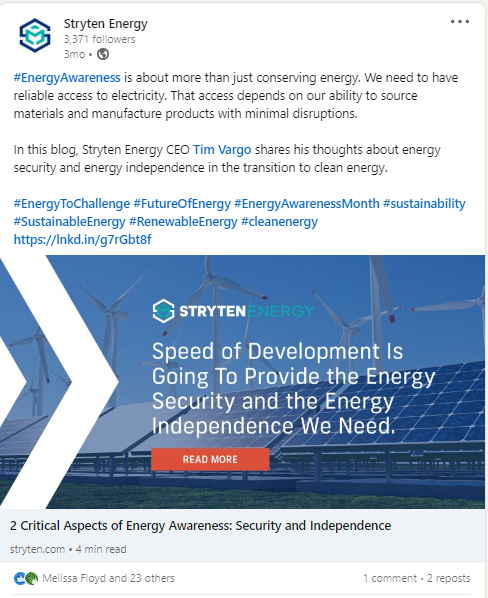 Stryten Energy
3,371 followers
3mo •
#EnergyAwareness is about more than just conserving energy. We need to have
reliable access to electricity. That access depends on our ability to source
materials and manufacture products with minimal disruptions.
In this blog, Stryten Energy CEO Tim Vargo shares his thoughts about energy
security and energy independence in the transition to clean energy.
#EnergyToChallenge #FutureOfEnergy #EnergyAwarenessMonth #sustainability
#SustainableEnergy #RenewableEnergy #cleanenergy
https://lnkd.in/g7rGbt8f
STRYTENENERGY
Speed of Development Is
Going To Provide the Energy
Security and the Energy
Independence We Need.
READ MORE
2 Critical Aspects of Energy Awareness: Security and Independence
stryten.com • 4 min read
Melissa Floyd and 23 others
1 comment • 2 reposts